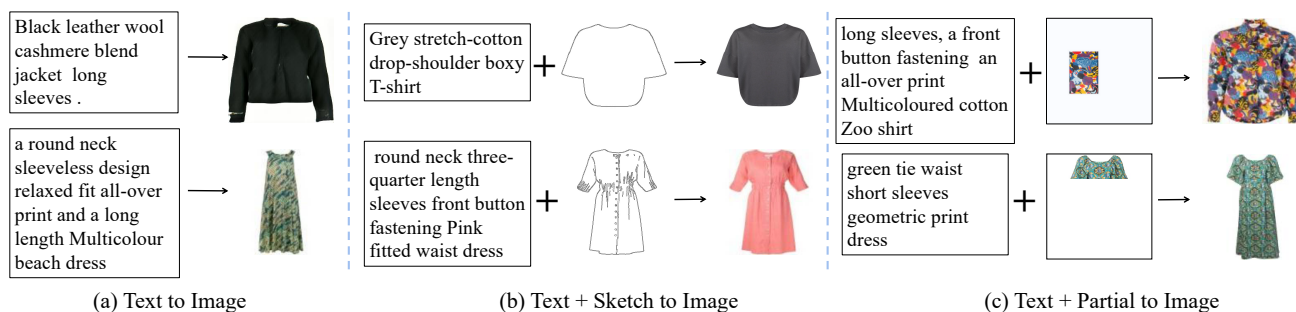 Black leather wool
cashmere blend
jacket long
sleeves .
a round neck
sleeveless design
relaxed fit all-over
print and a long
length Multicolour
beach dress
(a) Text to Image
Grey stretch-cotton
drop-shoulder boxy
T-shirt
+
round neck three-
quarter length
sleeves front button
fastening Pink
fitted waist dress
+
(b) Text + Sketch to Image
long sleeves, a front
button fastening an
all-over print
Multicoloured cotton
Zoo shirt
+
green tie waist
short sleeves
geometric print
dress
+
(c) Text + Partial to Image